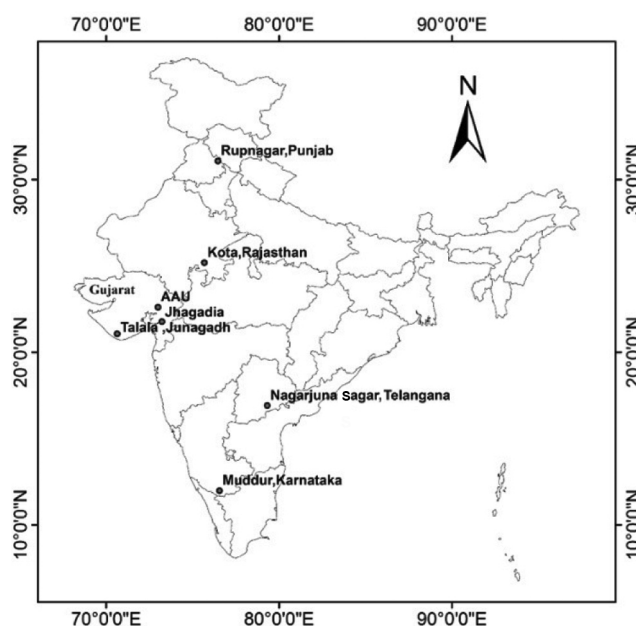 70°0'0"E 80°0'0"E 90°0'0"E
N
30°0'0"N
30°0'0"N
Rupnagar,Punjab
Kota,Rajasthan
Gujarat
AAU
Jhagadia
Talala ,Junagadh
20°0'0"N
20°0'0"N
Nagarjuna Sagar,Telangana
Muddur,Karnataka
10°0'0"N
10°0'0"N
70°0'0"E 80°0'0"E 90°0'0"E